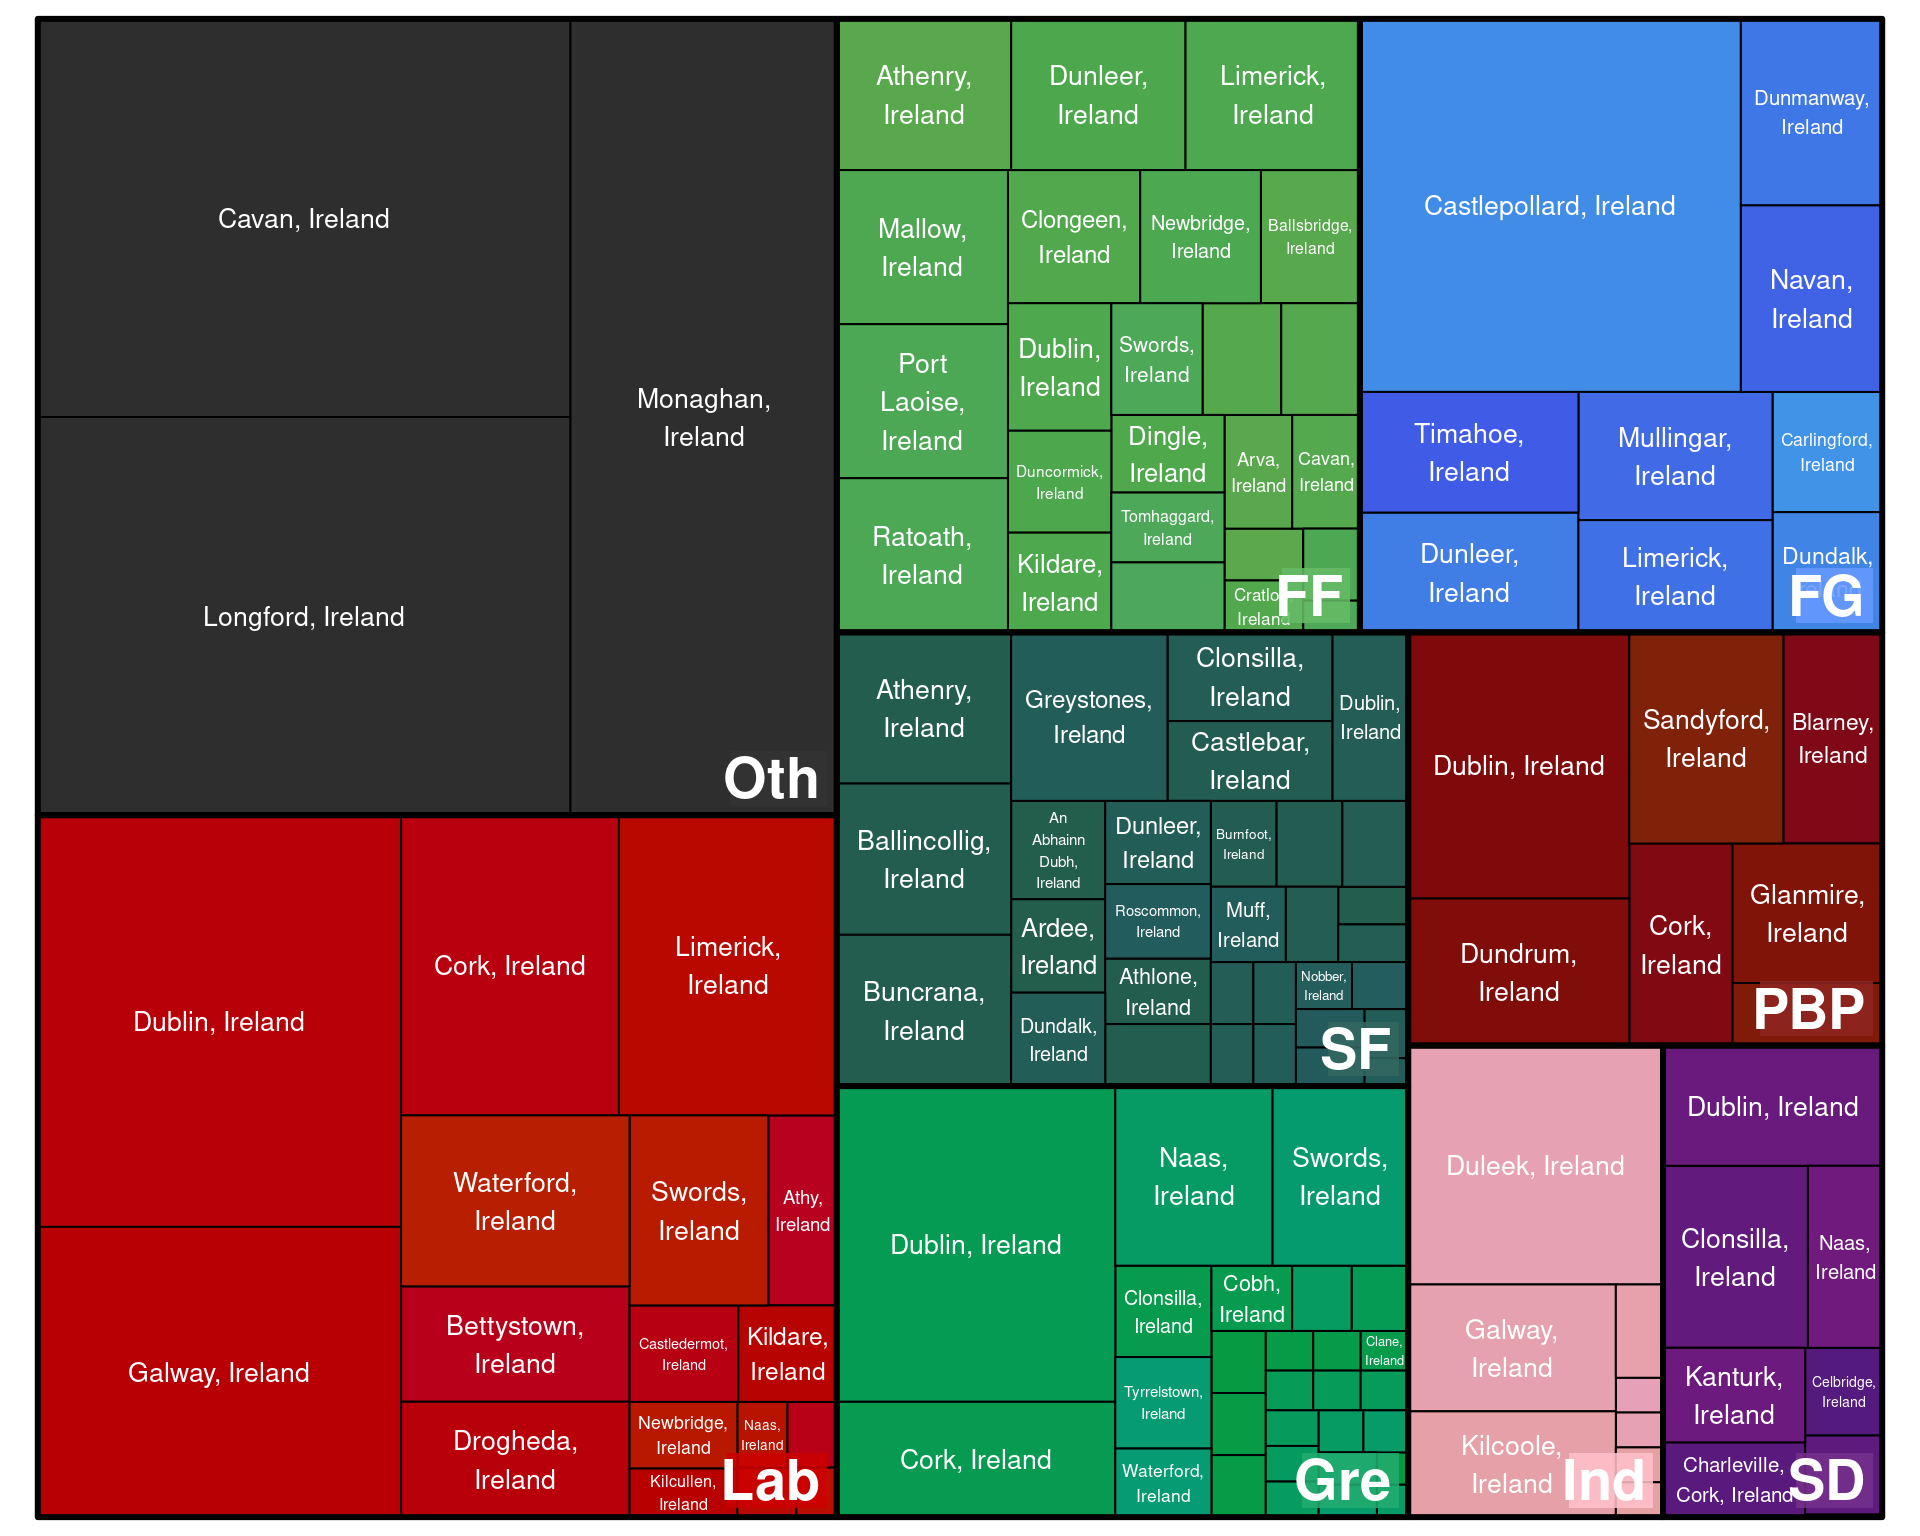 Cavan, Ireland
Longford, Ireland
Monaghan,
Ireland
Oth
Dublin, Ireland
Galway, Ireland
Cork, Ireland
Limerick,
Ireland
Waterford,
Ireland
Swords,
Ireland
Athy,
Ireland
Bettystown,
Ireland
Castledermot,
Ireland
Kildare,
Ireland
Drogheda,
Ireland
Newbridge,
Ireland
Naas,
Ireland
Kilcullen,
Ireland
Lab
Athenry,
Ireland
Dunleer,
Ireland
Limerick,
Ireland
Mallow,
Ireland
Clongeen,
Ireland
Newbridge,
Ireland
Ballsbridge,
Ireland
Port
Laoise,
Ireland
Dublin,
Ireland
Swords,
Ireland
Duncormick,
Ireland
Dingle,
Ireland
Arva,
Ireland
Cavan,
Ireland
Ratoath,
Ireland
Kildare,
Ireland
Tomhaggard,
Ireland
Ireland
FF
Castlepollard, Ireland
Dunmanway,
Ireland
Navan,
Ireland
Timahoe,
Ireland
Mullingar,
Ireland
Carlingford,
Ireland
Dunleer,
Ireland
Limerick,
Ireland
Dundalk,
FG
Athenry,
Ireland
Greystones,
Ireland
Clonsilla,
Ireland
Castlebar,
Ireland
Dublin,
Ireland
Ballincollig,
Ireland
An
Abhainn
Dubh,
Ireland
Dunleer,
Ireland
Burnfoot,
Ireland
Ardee,
Ireland
Roscommon,
Ireland
Muff,
Ireland
Buncrana,
Ireland
Dundalk,
Ireland
Athlone,
Ireland
Nobber,
Ireland
SF
Dublin, Ireland
Sandyford,
Ireland
Blarney,
Ireland
Dundrum,
Ireland
Cork,
Ireland
Glanmire,
Ireland
PBP
Dublin, Ireland
Cork, Ireland
Naas,
Ireland
Swords,
Ireland
Clonsilla,
Ireland
Cobh,
Ireland
Clane,
Ireland
Tyrrelstown,
Ireland
Waterford,
Ireland
Gre
Duleek, Ireland
Galway,
Ireland
Kilcoole,
Ireland
Ind
Dublin, Ireland
Clonsilla,
Ireland
Naas,
Ireland
Kanturk,
Ireland
Celbridge,
Ireland
Charleville,
Cork, Ireland
SD